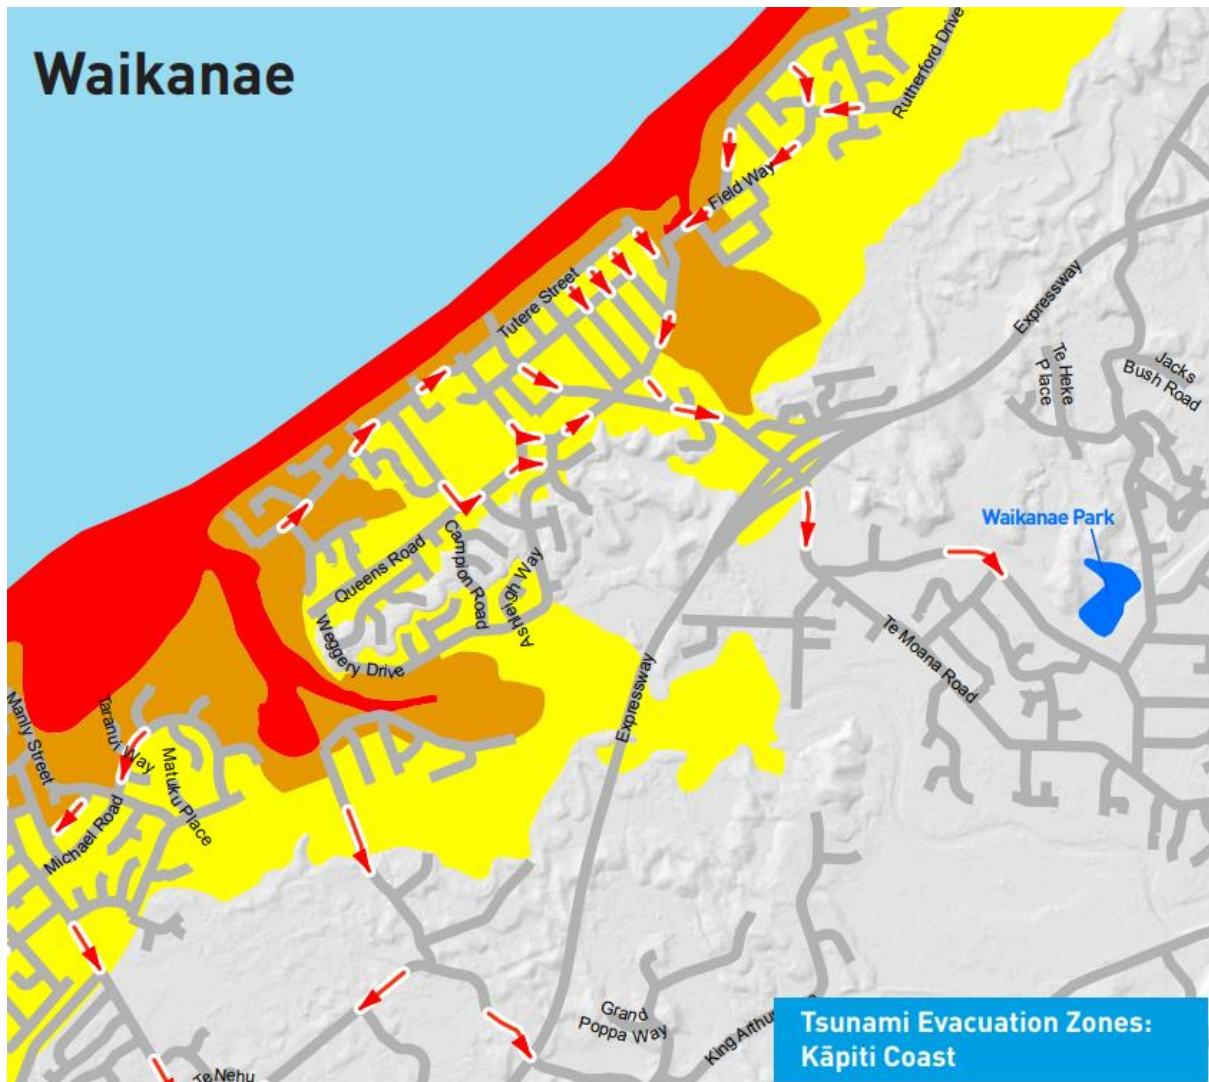 Waikanae
Rutherford Drive
Field Way
Tutere Street
Expressway
Te Heke
Place
Jacks
Bush Road
Waikanae Park
Queens Road
Campion Road
Ashleigh Way
Weggery Drive
Te Moana Road
Expressway
Manly Street
Taranui Way
Matuku Place
Michael Road
Grand
Poppa Way
King Arthur
Te Nehu
Tsunami Evacuation Zones:
Kāpiti Coast